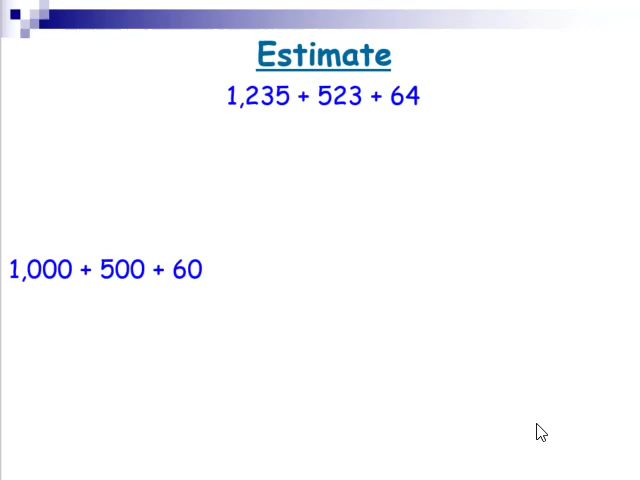 Estimate
1,235 + 523 + 64
1,000 + 500 + 60